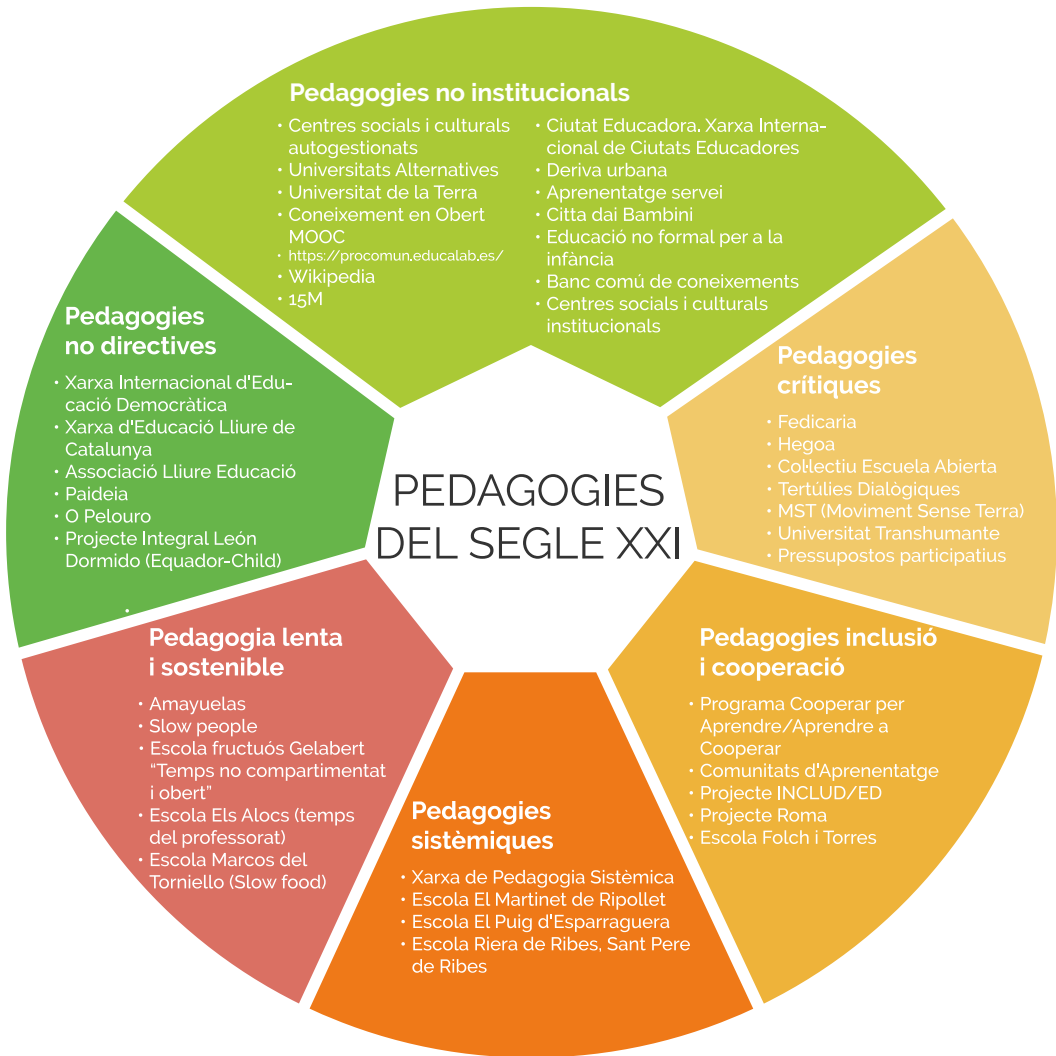 PEDAGOGIES
DEL SEGLE XXI
Pedagogies no institucionals
• Centres socials i culturals
autogestionats
• Universitats Alternatives
• Universitat de la Terra
• Coneixement en Obert
MOOC
• https://procomun.educalab.es/
• Wikipedia
• 15M
• Ciutat Educadora. Xarxa Interna-
cional de Ciutats Educadores
• Deriva urbana
• Aprenentatge servei
• Citta dai Bambini
• Educació no formal per a la
infància
• Banc comú de coneixements
• Centres socials i culturals
institucionals
Pedagogies
crítiques
• Fedicaria
• Hegoa
• Col·lectiu Escuela Abierta
• Tertúlies Dialògiques
• MST (Moviment Sense Terra)
• Universitat Transhumante
• Pressupostos participatius
Pedagogies inclusió
i cooperació
• Programa Cooperar per
Aprendre/Aprendre a
Cooperar
• Comunitats d'Aprenentatge
• Projecte INCLUD/ED
• Projecte Roma
• Escola Folch i Torres
Pedagogies
sistèmiques
• Xarxa de Pedagogia Sistèmica
• Escola El Martinet de Ripollet
• Escola El Puig d'Esparraguera
• Escola Riera de Ribes, Sant Pere
de Ribes
Pedagogia lenta
i sostenible
• Amayuelas
• Slow people
• Escola fructuós Gelabert
“Temps no compartimentat
i obert”
• Escola Els Alocs (temps
del professorat)
• Escola Marcos del
Torniello (Slow food)
Pedagogies
no directives
• Xarxa Internacional d'Edu-
cació Democràtica
• Xarxa d'Educació Lliure de
Catalunya
• Associació Lliure Educació
• Paideia
• O Pelouro
• Projecte Integral León
Dormido (Equador-Child)
•